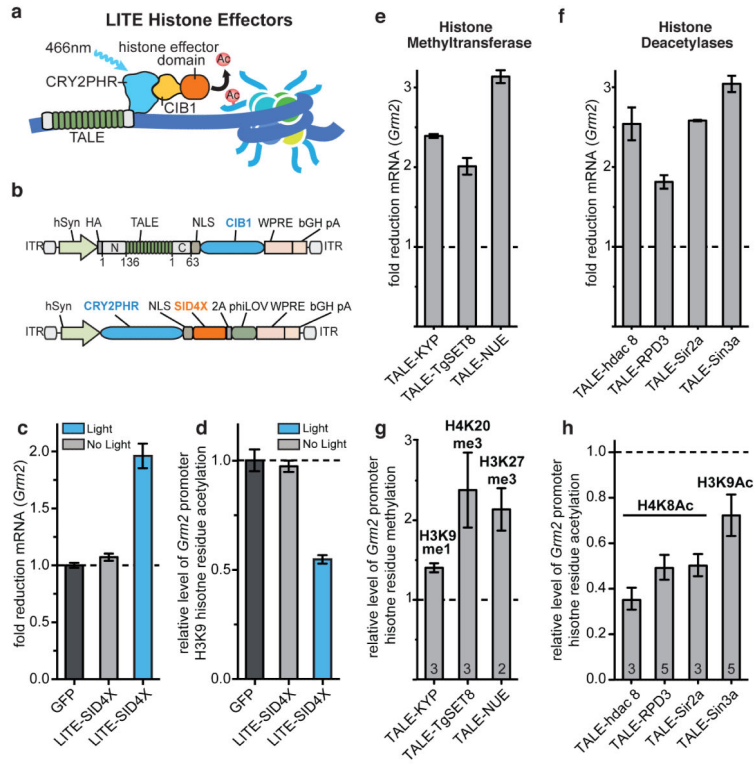 a
LITE Histone Effectors
466nm
histone effector
domain
Ac
CRY2PHR
CIB1
Ac
TALE
b
hSyn HA TALE NLS CIB1 WPRE bGH pA
ITR N C ITR
1 136 1 63
hSyn CRY2PHR NLS SID4X 2A phiLOV WPRE bGH pA
ITR ITR
c
Light
No Light
fold reduction mRNA (Grm2)
2.0
1.5
1.0
0.5
0.0
GFP
LITE-SID4X
LITE-SID4X
d
Light
No Light
relative level of Grm2 promoter
H3K9 hisotne residue acetylation
1.0
0.5
0.0
GFP
LITE-SID4X
LITE-SID4X
e
Histone
Methyltransferase
fold reduction mRNA (Grm2)
3
2
1
0
TALE-KYP
TALE-TgSET8
TALE-NUE
f
Histone
Deacetylases
fold reduction mRNA (Grm2)
3
2
1
0
TALE-hdac 8
TALE-RPD3
TALE-Sir2a
TALE-Sin3a
g
relative level of Grm2 promoter
hisotne residue methylation
3
2
1
H4K20
me3
H3K27
me3
H3K9
me1
3
3
2
TALE-KYP
TALE-TgSET8
TALE-NUE
h
relative level of Grm2 promoter
hisotne residue acetylation
1.0
0.8
0.6
0.4
0.2
0.0
H3K9Ac
H4K8Ac
3
5
3
5
TALE-hdac 8
TALE-RPD3
TALE-Sir2a
TALE-Sin3a